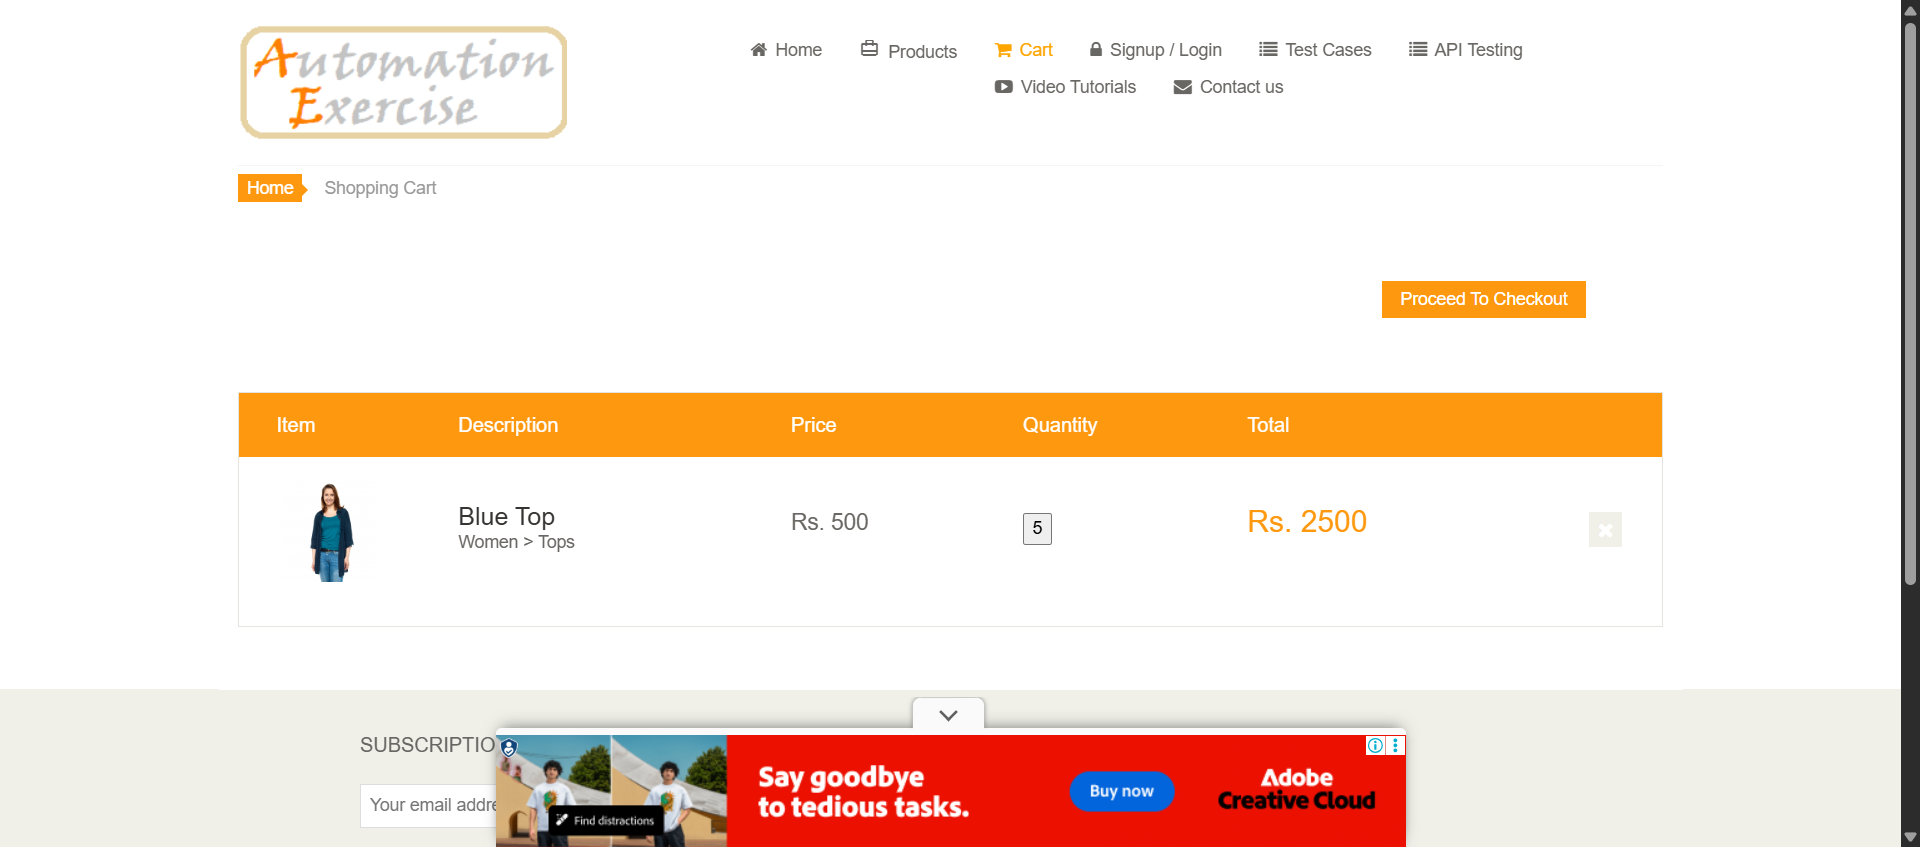 Automation
Exercise
Home
Products
Cart
Signup / Login
Test Cases
API Testing
Video Tutorials
Contact us
Home
Shopping Cart
Proceed To Checkout
Item Description Price Quantity Total
Blue Top
Women > Tops
Rs. 500
5
Rs. 2500
SUBSCRIPTIO
Your email addre
Find distractions
Say goodbye
to tedious tasks.
Buy now
Adobe
Creative Cloud